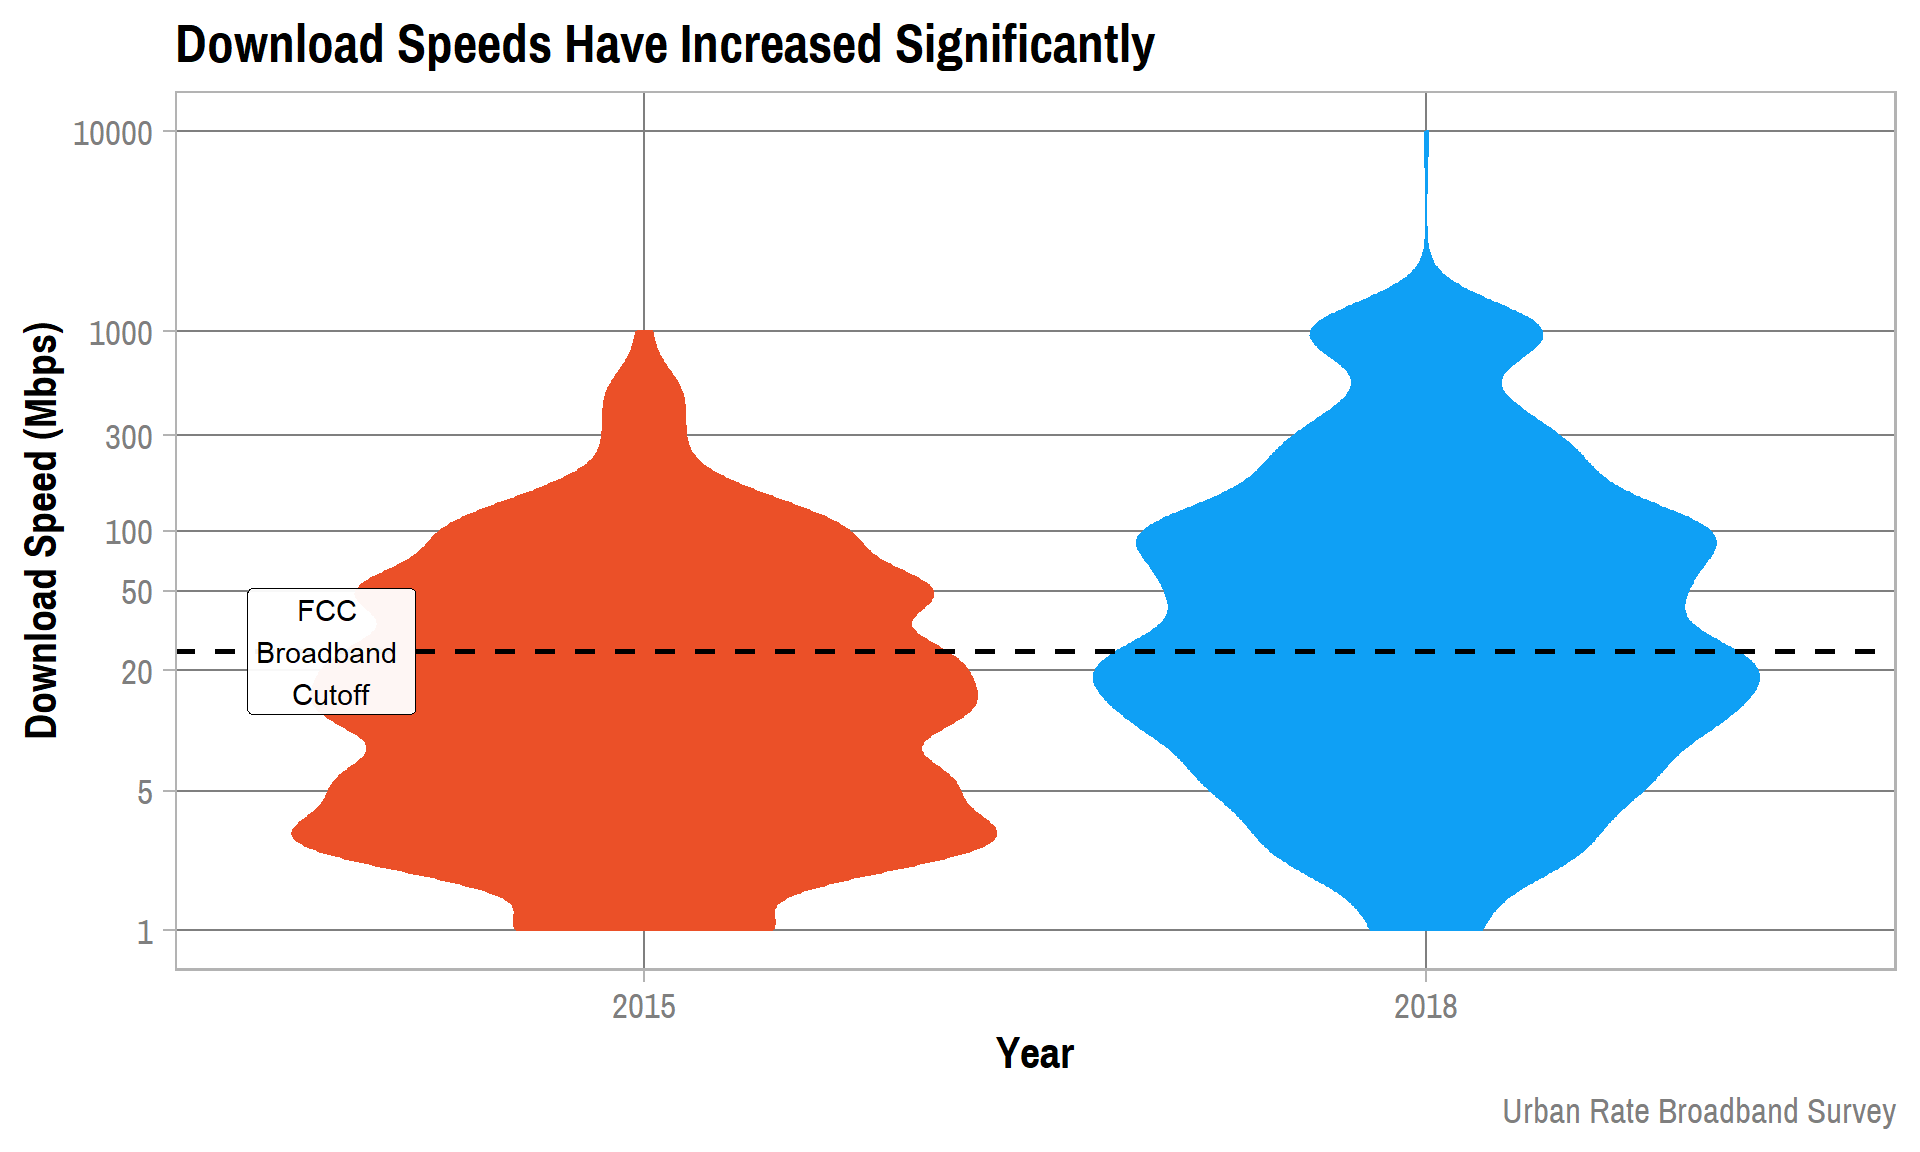 Download Speeds Have Increased Significantly
10000
1000
300
100
50
20
5
1
Download Speed (Mbps)
FCC
Broadband
Cutoff
2015
2018
Year
Urban Rate Broadband Survey